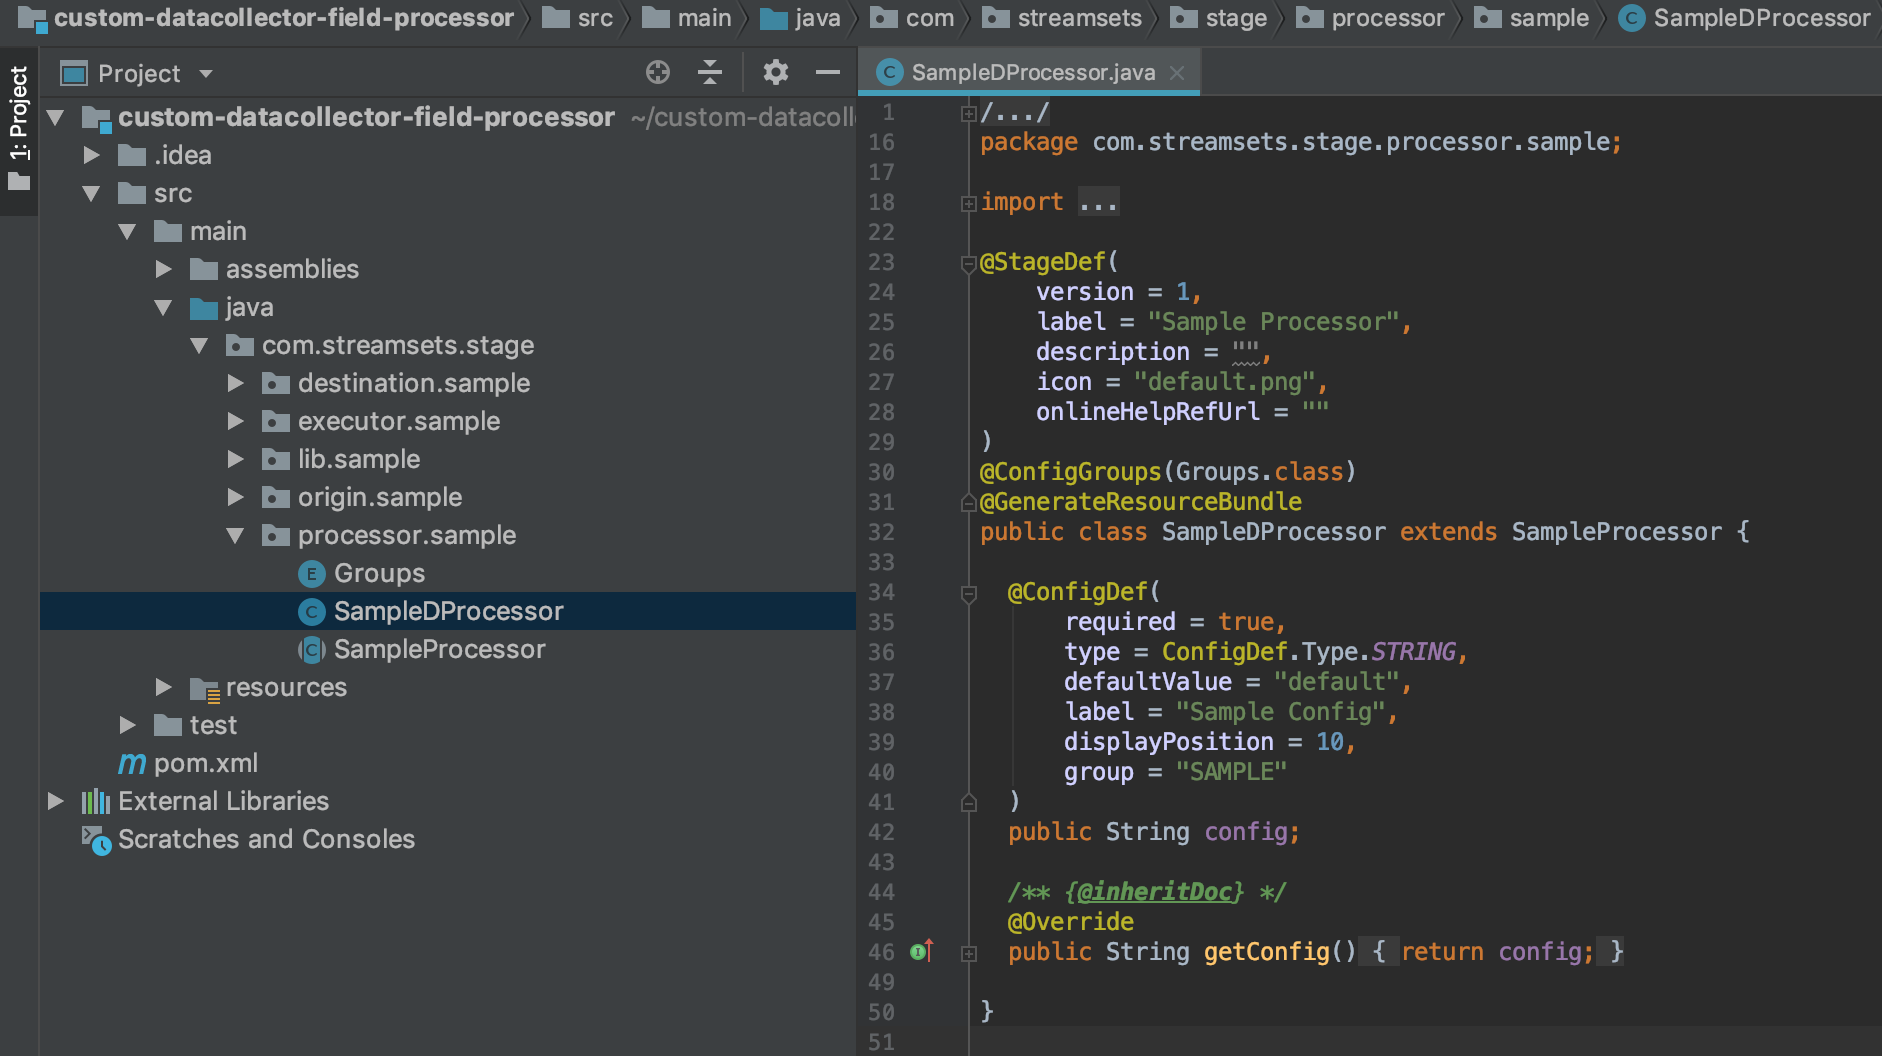 custom-datacollector-field-processor src main java com streamsets stage processor sample C SampleDProcessor
1: Project
Project
custom-datacollector-field-processor ~/custom-datacoll
.idea
src
main
assemblies
java
com.streamsets.stage
destination.sample
executor.sample
lib.sample
origin.sample
processor.sample
E Groups
C SampleDProcessor
C SampleProcessor
resources
test
m pom.xml
External Libraries
Scratches and Consoles
C SampleDProcessor.java
1 /.../
16 package com.streamsets.stage.processor.sample;
17
18 import ...
22
23 @StageDef(
24 version = 1,
25 label = "Sample Processor",
26 description = "",
27 icon = "default.png",
28 onlineHelpRefUrl = ""
29 )
30 @ConfigGroups(Groups.class)
31 @GenerateResourceBundle
32 public class SampleDProcessor extends SampleProcessor {
33
34 @ConfigDef(
35 required = true,
36 type = ConfigDef.Type.STRING,
37 defaultValue = "default",
38 label = "Sample Config",
39 displayPosition = 10,
40 group = "SAMPLE"
41 )
42 public String config;
43
44 /** {@inheritDoc} */
45 @Override
46 public String getConfig() { return config; }
49
50 }
51